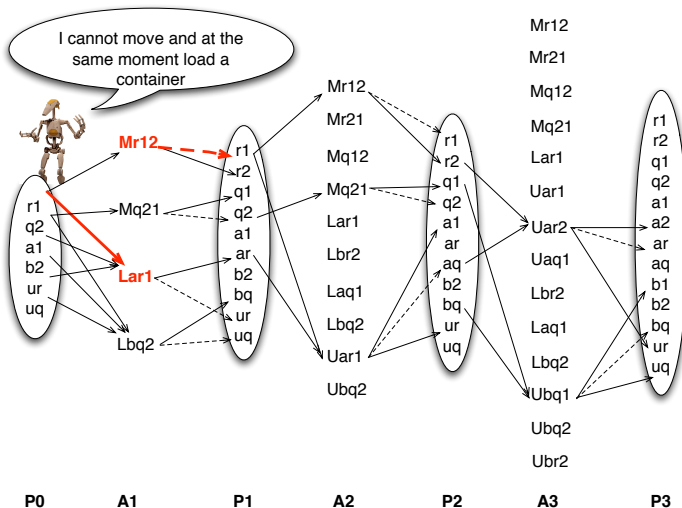 I cannot move and at the
same moment load a
container
r1
q2
a1
b2
ur
uq
Mr12
Mq21
Lar1
Lbq2
r1
r2
q1
q2
a1
ar
b2
bq
ur
uq
Mr12
Mr21
Mq12
Mq21
Lar1
Lbr2
Laq1
Lbq2
Uar1
Ubq2
r1
r2
q1
q2
a1
ar
aq
b2
bq
ur
uq
Mr12
Mr21
Mq12
Mq21
Lar1
Uar1
Uar2
Uaq1
Lbr2
Laq1
Lbq2
Ubq1
Ubq2
Ubr2
r1
r2
q1
q2
a1
a2
ar
aq
b1
b2
bq
ur
uq
P0 A1 P1 A2 P2 A3 P3